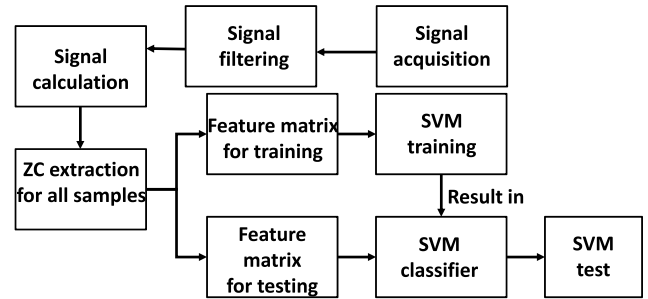 Signal
acquisition
Signal
filtering
Signal
calculation
ZC extraction
for all samples
Feature matrix
for training
SVM
training
Result in
Feature
matrix
for testing
SVM
classifier
SVM
test